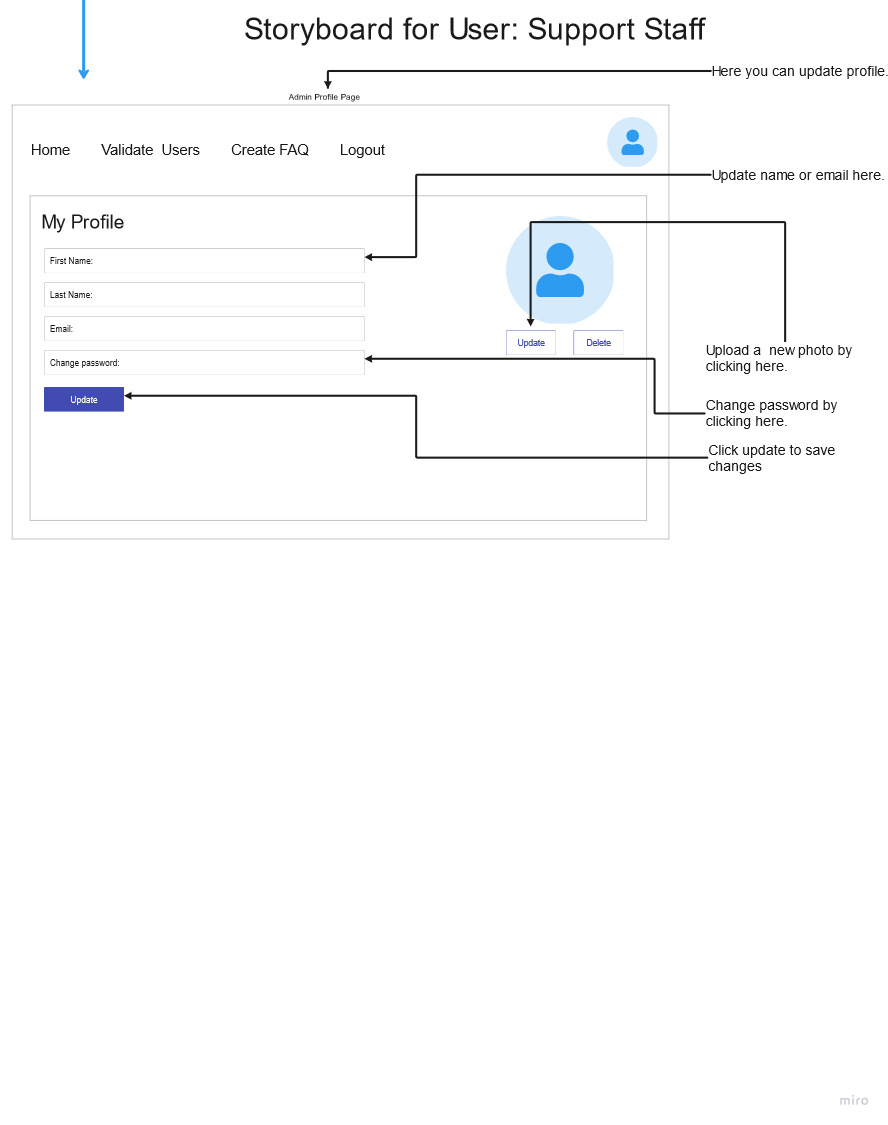 Storyboard for User: Support Staff
Here you can update profile.
Admin Profile Page
Home Validate Users Create FAQ Logout
Update name or email here.
My Profile
First Name:
Last Name:
Email:
Update Delete
Upload a new photo by
clicking here.
Change password:
Change password by
clicking here.
Update
Click update to save
changes
miro